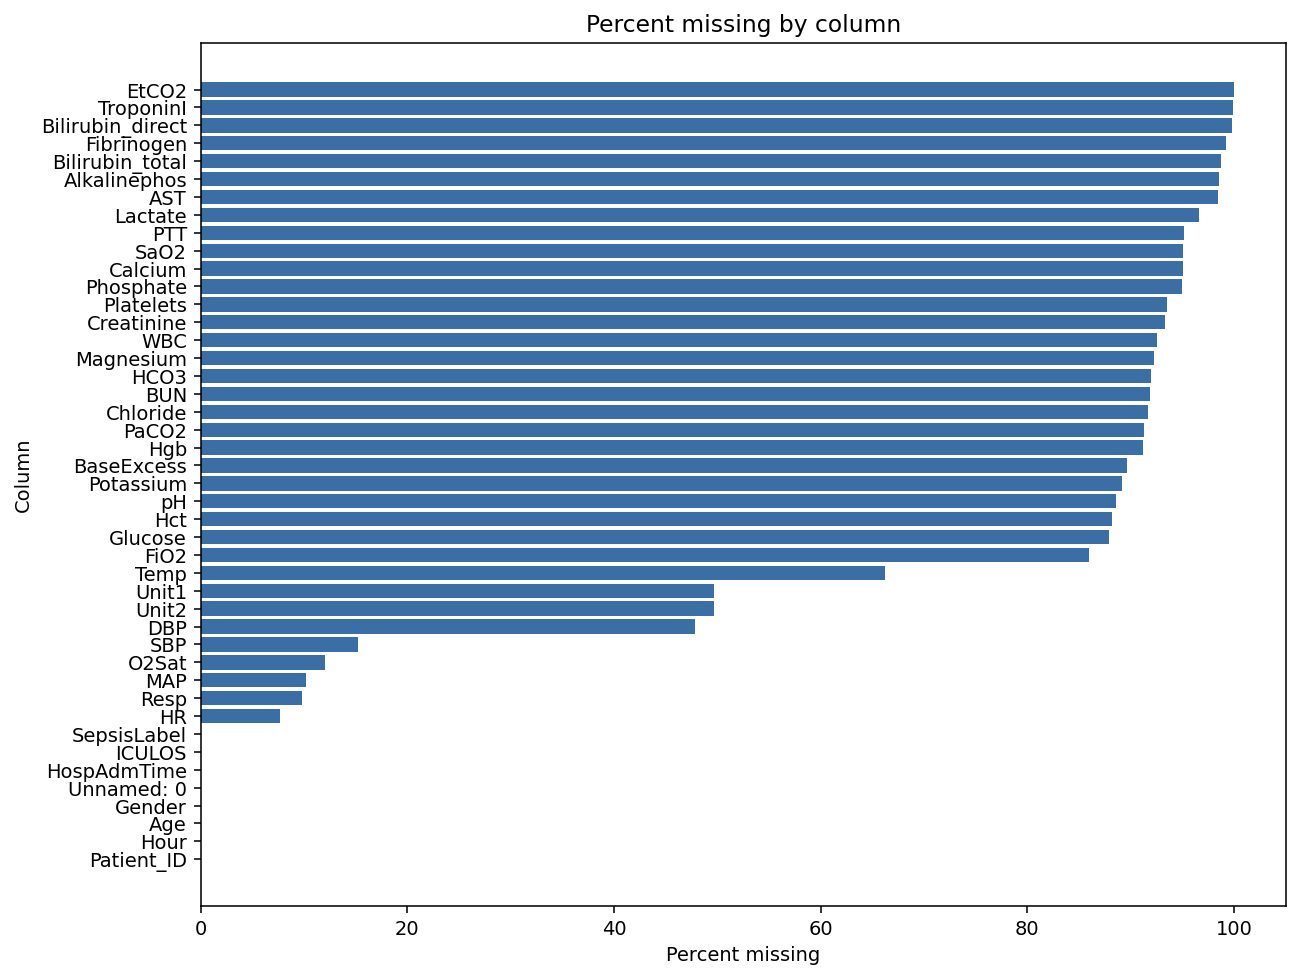 Percent missing by column
EtCO2
TroponinI
Bilirubin_direct
Fibrinogen
Bilirubin_total
Alkalinephos
AST
Lactate
PTT
SaO2
Calcium
Phosphate
Platelets
Creatinine
WBC
Magnesium
HCO3
BUN
Chloride
PaCO2
Hgb
BaseExcess
Potassium
pH
Hct
Glucose
FiO2
Temp
Unit1
Unit2
DBP
SBP
O2Sat
MAP
Resp
HR
SepsisLabel
ICULOS
HospAdmTime
Unnamed: 0
Gender
Age
Hour
Patient_ID
Column
0 20 40 60 80 100
Percent missing